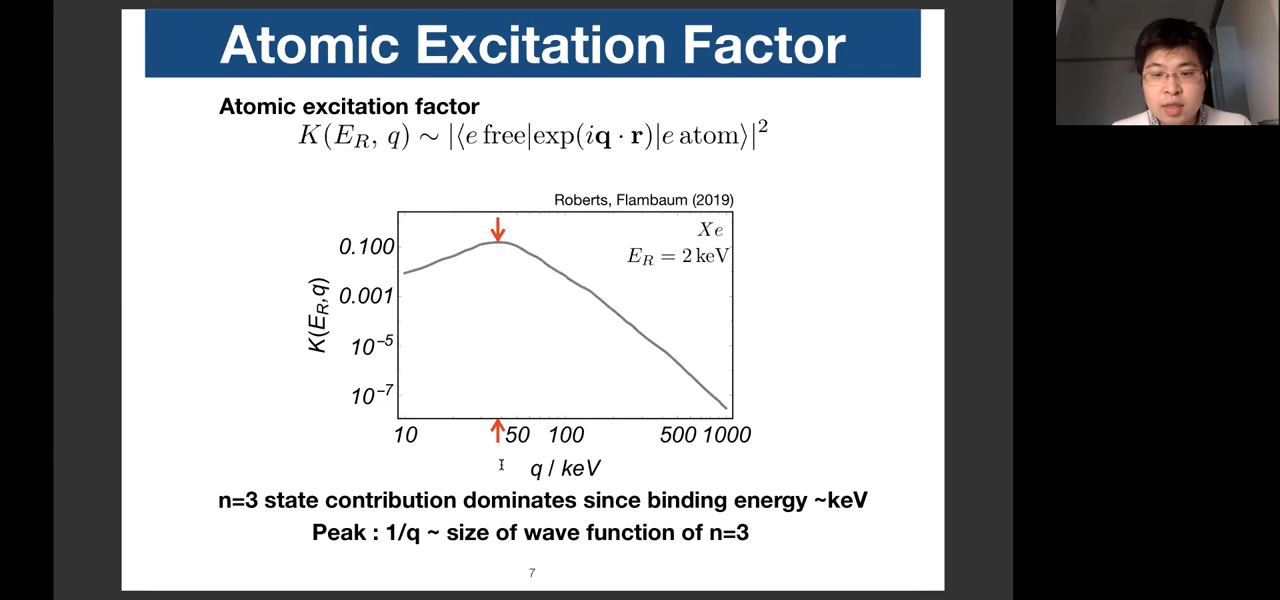 Atomic Excitation Factor
Atomic excitation factor
K(E_R, q) ∼ |⟨e free|exp(iq · r)|e atom⟩|²
Roberts, Flambaum (2019)
Xe
E_R = 2 keV
K(E_R,q)
0.100
0.001
10⁻⁵
10⁻⁷
10 50 100 500 1000
q / keV
n=3 state contribution dominates since binding energy ~keV
Peak : 1/q ~ size of wave function of n=3
7